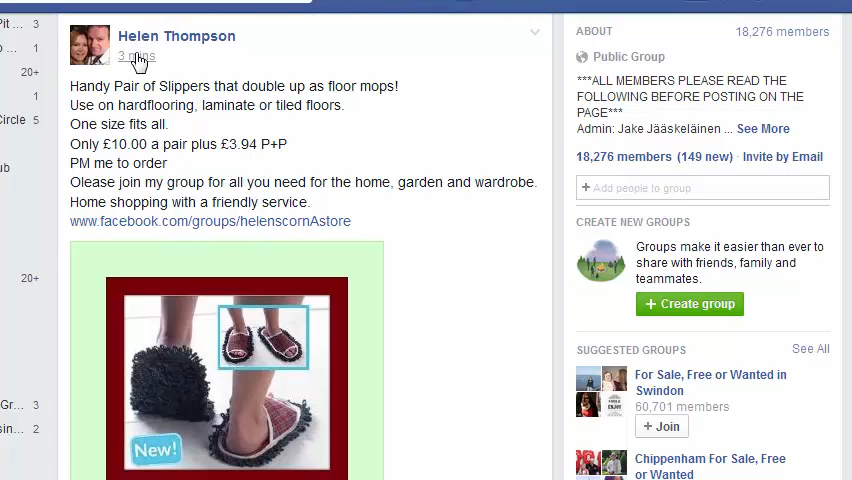 Pit ... 3
o ... 1
20+
1
Circle 5
ub
20+
Gr... 3
sin... 2
Helen Thompson
3 mins
Handy Pair of Slippers that double up as floor mops!
Use on hardflooring, laminate or tiled floors.
One size fits all.
Only £10.00 a pair plus £3.94 P+P
PM me to order
Olease join my group for all you need for the home, garden and wardrobe.
Home shopping with a friendly service.
www.facebook.com/groups/helenscornAstore
New!
ABOUT 18,276 members
Public Group
***ALL MEMBERS PLEASE READ THE
FOLLOWING BEFORE POSTING ON THE
PAGE***
Admin: Jake Jääskeläinen ... See More
18,276 members (149 new) · Invite by Email
+ Add people to group
CREATE NEW GROUPS
Groups make it easier than ever to
share with friends, family and
teammates.
+ Create group
SUGGESTED GROUPS See All
For Sale, Free or Wanted in
Swindon
60,701 members
+ Join
Chippenham For Sale, Free
or Wanted